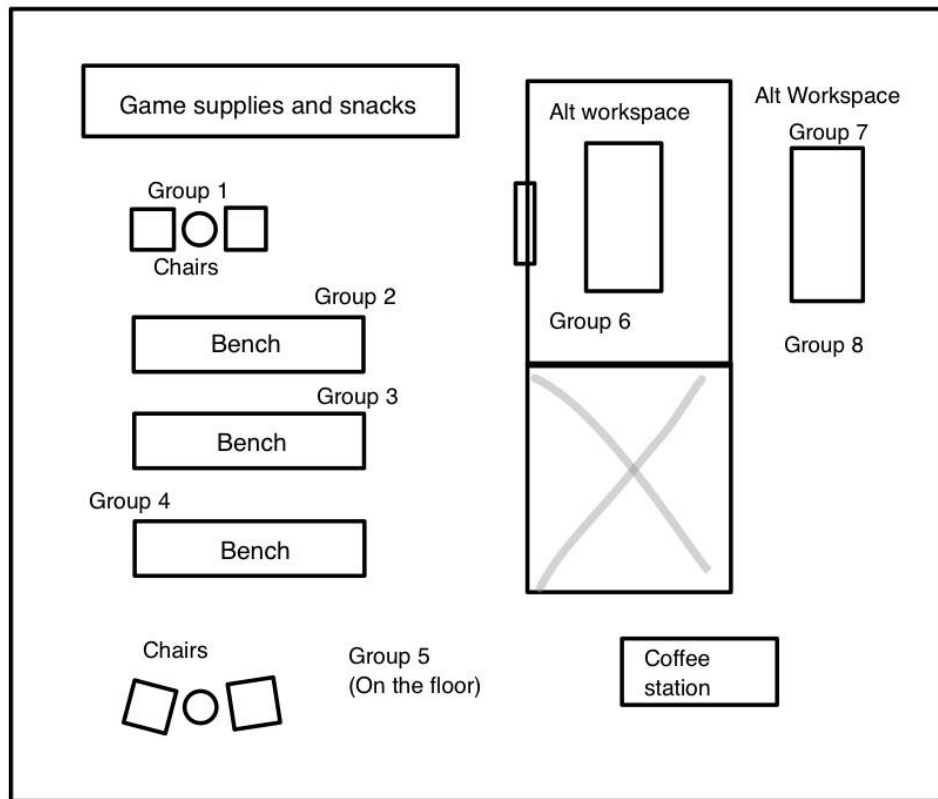 Game supplies and snacks
Group 1
Chairs
Group 2
Bench
Group 3
Bench
Group 4
Bench
Chairs
Group 5
(On the floor)
Alt workspace
Group 6
Alt Workspace
Group 7
Group 8
Coffee
station